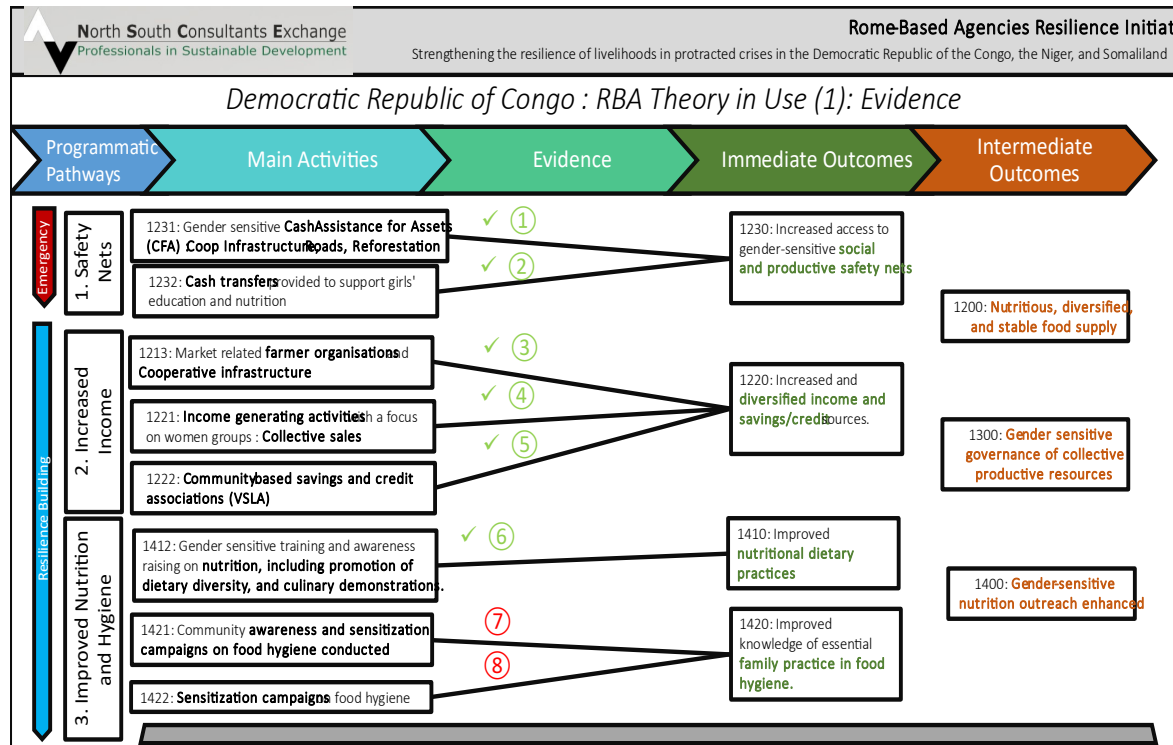 North South Consultants Exchange
Professionals in Sustainable Development
Rome-Based Agencies Resilience Initiat
Strengthening the resilience of livelihoods in protracted crises in the Democratic Republic of the Congo, the Niger, and Somaliland
Democratic Republic of Congo : RBA Theory in Use (1): Evidence
Programmatic
Pathways
Main Activities
Evidence
Immediate Outcomes
Intermediate
Outcomes
Emergency
1. Safety
Nets
1231: Gender sensitive CashAssistance for Assets
(CFA) :Coop Infrastructure, Roads, Reforestation
✓ 1
1232: Cash transfers provided to support girls'
education and nutrition
✓ 2
1230: Increased access to
gender-sensitive social
and productive safety nets
1200: Nutritious, diversified,
and stable food supply
Resilience Building
2. Increased
Income
1213: Market related farmer organisations and
Cooperative infrastructure
✓ 3
1221: Income generating activities with a focus
on women groups : Collective sales
✓ 4
1222: Community-based savings and credit
associations (VSLA)
✓ 5
1220: Increased and
diversified income and
savings/credit sources.
1300: Gender sensitive
governance of collective
productive resources
3. Improved Nutrition
and Hygiene
1412: Gender sensitive training and awareness
raising on nutrition, including promotion of
dietary diversity, and culinary demonstrations.
✓ 6
1410: Improved
nutritional dietary
practices
1400: Gender-sensitive
nutrition outreach enhanced
1421: Community awareness and sensitization
campaigns on food hygiene conducted
7
1422: Sensitization campaigns on food hygiene
8
1420: Improved
knowledge of essential
family practice in food
hygiene.